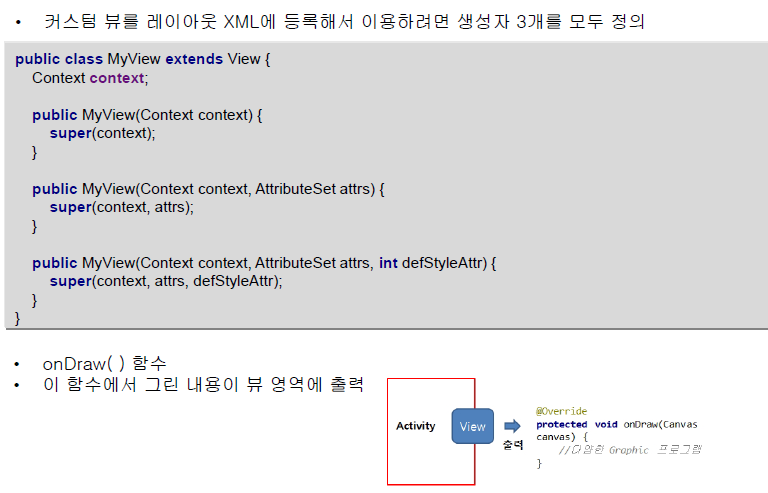 • 커스텀 뷰를 레이아웃 XML에 등록해서 이용하려면 생성자 3개를 모두 정의
public class MyView extends View {
Context context;
public MyView(Context context) {
super(context);
}
public MyView(Context context, AttributeSet attrs) {
super(context, attrs);
}
public MyView(Context context, AttributeSet attrs, int defStyleAttr) {
super(context, attrs, defStyleAttr);
}
}
• onDraw( ) 함수
• 이 함수에서 그린 내용이 뷰 영역에 출력
Activity
View
출력
@Override
protected void onDraw(Canvas
canvas) {
//다양한 Graphic 프로그램
}